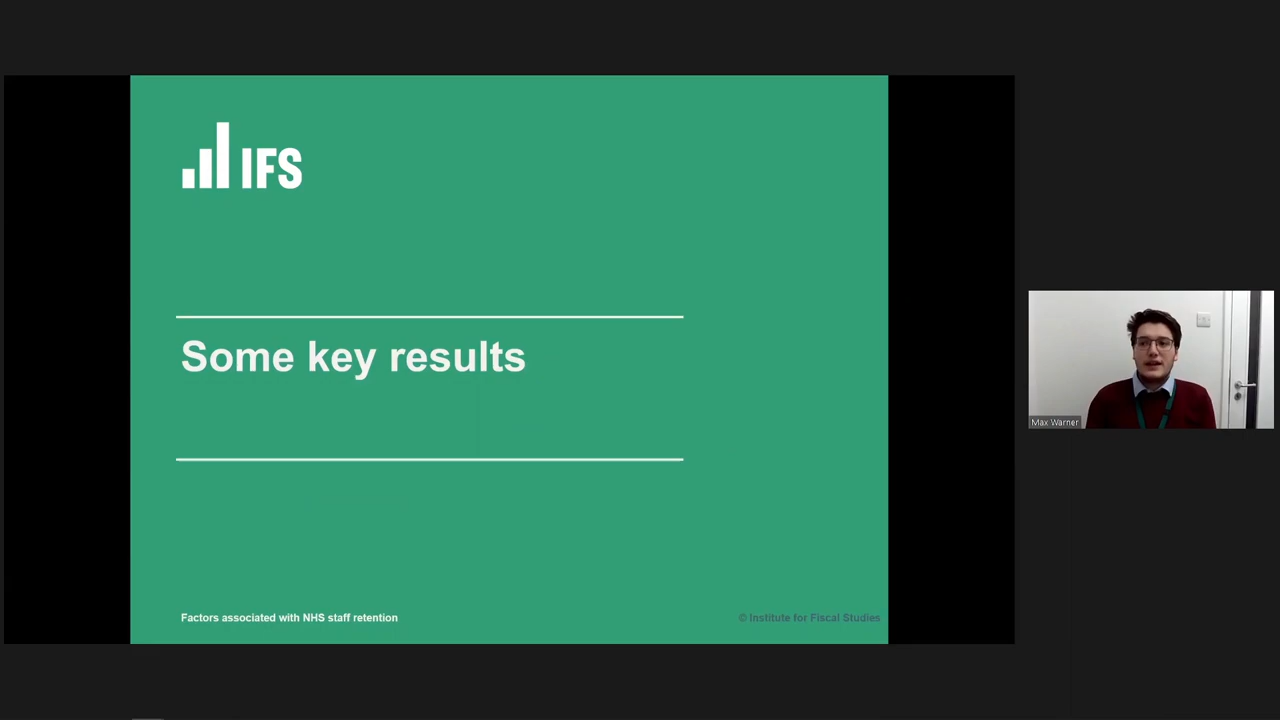 IFS
Some key results
Factors associated with NHS staff retention
© Institute for Fiscal Studies
Max Warner